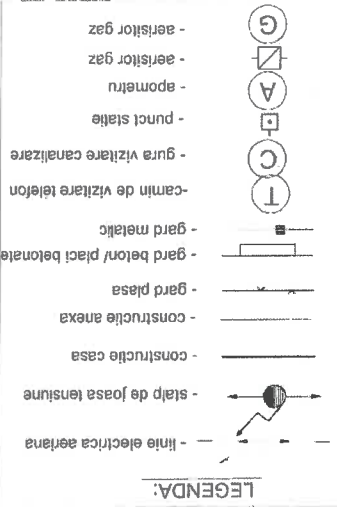 LEGENDA:
- linie electrica aeriana
- stalp de joasa tensiune
- constructie casa
- constructie anexa
- gard plasa
- gard beton/ placi betonate
- gard metalic
T -camin de vizitare telefon
C - gura vizitare canalizare
- punct statie
A - apometru
- aerisitor gaz
G - aerisitor gaz